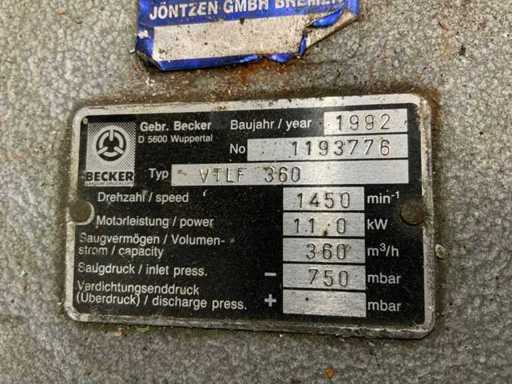 JÖNTZEN GMBH BREMEN
Gebr. Becker
D 5600 Wuppertal
BECKER
Baujahr / year 1992
No 1193776
Typ VTLF 360
Drehzahl / speed 1450 min-1
Motorleistung / power 11.0 kW
Saugvermögen / Volumen-
strom / capacity 360 m³/h
Saugdruck / inlet press. − 750 mbar
Verdichtungsenddruck
(Überdruck) / discharge press. + mbar